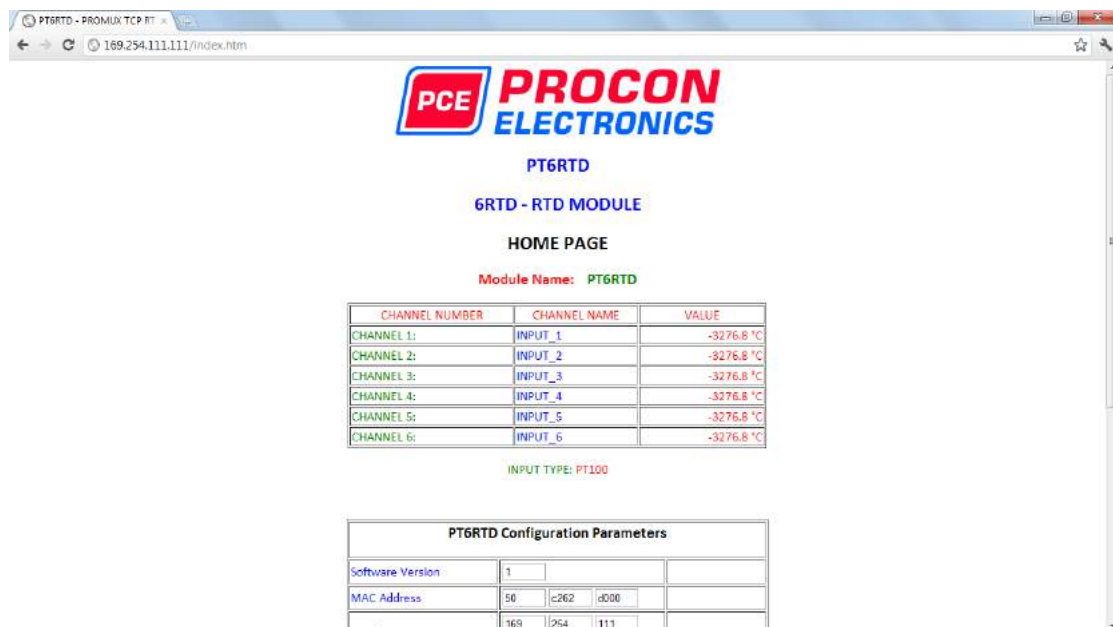 PT6RTD - PROMUX TCP RT
169.254.111.111/index.htm
PCE PROCON ELECTRONICS
PT6RTD
6RTD - RTD MODULE
HOME PAGE
Module Name: PT6RTD
CHANNEL NUMBER CHANNEL NAME VALUE
CHANNEL 1: INPUT_1 -3276.8 °C
CHANNEL 2: INPUT_2 -3276.8 °C
CHANNEL 3: INPUT_3 -3276.8 °C
CHANNEL 4: INPUT_4 -3276.8 °C
CHANNEL 5: INPUT_5 -3276.8 °C
CHANNEL 6: INPUT_6 -3276.8 °C
INPUT TYPE: PT100
PT6RTD Configuration Parameters
Software Version 1
MAC Address 50 c262 d000
169 254 111